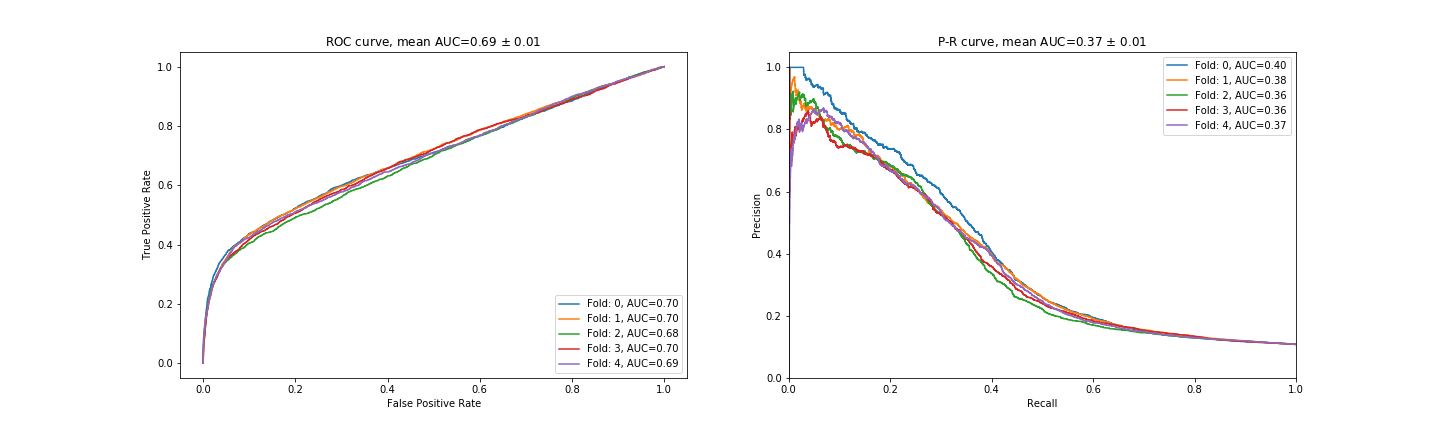 ROC curve, mean AUC=0.69 ± 0.01
True Positive Rate
1.0
0.8
0.6
0.4
0.2
0.0
Fold: 0, AUC=0.70
Fold: 1, AUC=0.70
Fold: 2, AUC=0.68
Fold: 3, AUC=0.70
Fold: 4, AUC=0.69
0.0 0.2 0.4 0.6 0.8 1.0
False Positive Rate
P-R curve, mean AUC=0.37 ± 0.01
Precision
1.0
0.8
0.6
0.4
0.2
0.0
Fold: 0, AUC=0.40
Fold: 1, AUC=0.38
Fold: 2, AUC=0.36
Fold: 3, AUC=0.36
Fold: 4, AUC=0.37
0.0 0.2 0.4 0.6 0.8 1.0
Recall